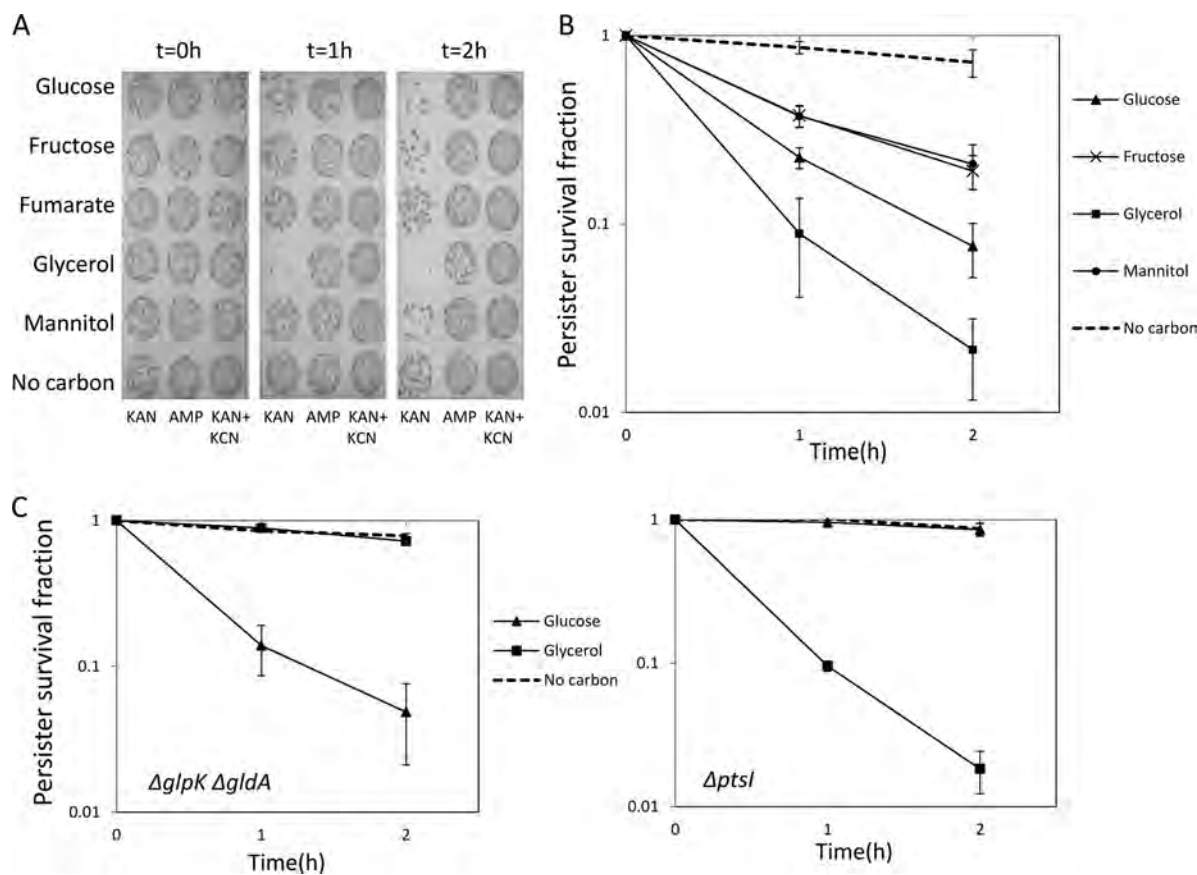 A
t=0h t=1h t=2h
Glucose
Fructose
Fumarate
Glycerol
Mannitol
No carbon
KAN AMP KAN+ KCN KAN AMP KAN+ KCN KAN AMP KAN+ KCN
B
Persister survival fraction
1
0.1
0.01
0 1 2
Time(h)
Glucose
Fructose
Glycerol
Mannitol
No carbon
C
Persister survival fraction
1
0.1
0.01
ΔglpK ΔgldA
0 1 2
Time(h)
Glucose
Glycerol
No carbon
Persister survival fraction
1
0.1
0.01
ΔptsI
0 1 2
Time(h)